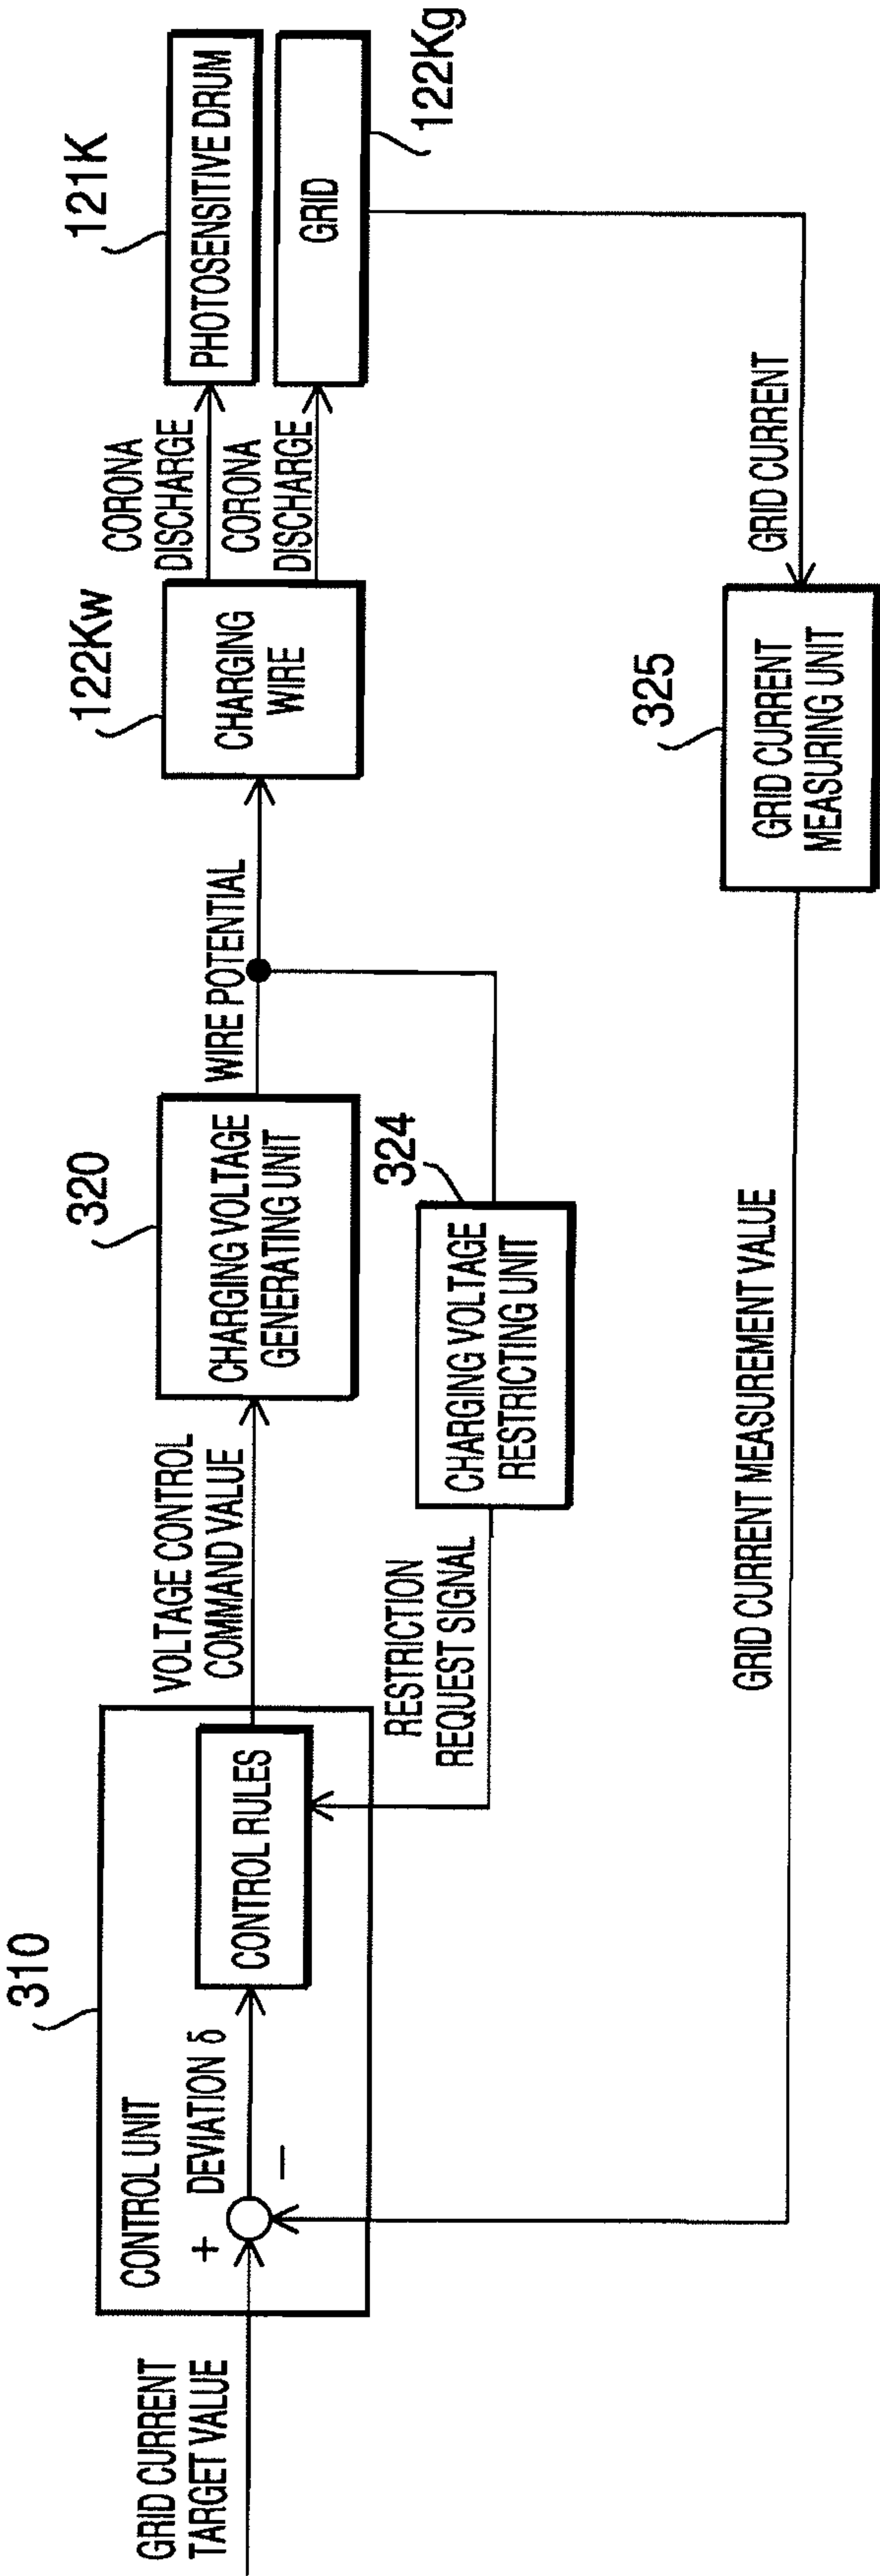 GRID CURRENT
TARGET VALUE
310
CONTROL UNIT
+
DEVIATION δ
−
CONTROL RULES
VOLTAGE CONTROL
COMMAND VALUE
RESTRICTION
REQUEST SIGNAL
320
CHARGING VOLTAGE
GENERATING UNIT
324
CHARGING VOLTAGE
RESTRICTING UNIT
WIRE POTENTIAL
122Kw
CHARGING
WIRE
CORONA
DISCHARGE
CORONA
DISCHARGE
121K
PHOTOSENSITIVE DRUM
GRID
122Kg
GRID CURRENT
325
GRID CURRENT
MEASURING UNIT
GRID CURRENT MEASUREMENT VALUE